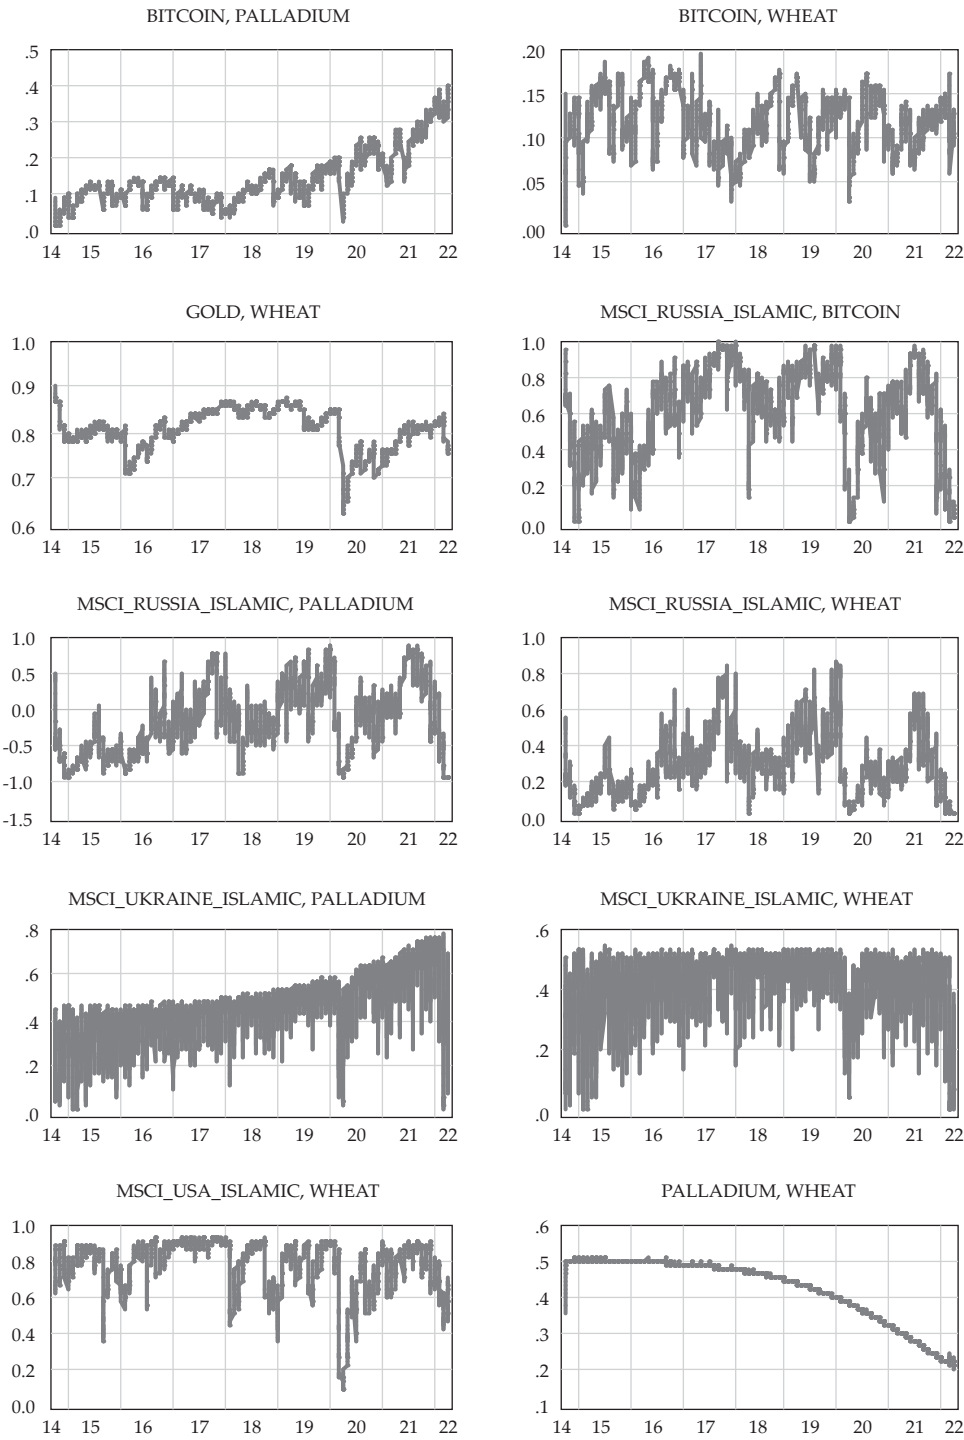 BITCOIN, PALLADIUM
.5
.4
.3
.2
.1
.0
14 15 16 17 18 19 20 21 22
BITCOIN, WHEAT
.20
.15
.10
.05
.00
14 15 16 17 18 19 20 21 22
GOLD, WHEAT
1.0
0.9
0.8
0.7
0.6
14 15 16 17 18 19 20 21 22
MSCI_RUSSIA_ISLAMIC, BITCOIN
1.0
0.8
0.6
0.4
0.2
0.0
14 15 16 17 18 19 20 21 22
MSCI_RUSSIA_ISLAMIC, PALLADIUM
1.0
0.5
0.0
-0.5
-1.0
-1.5
14 15 16 17 18 19 20 21 22
MSCI_RUSSIA_ISLAMIC, WHEAT
1.0
0.8
0.6
0.4
0.2
0.0
14 15 16 17 18 19 20 21 22
MSCI_UKRAINE_ISLAMIC, PALLADIUM
.8
.6
.4
.2
.0
14 15 16 17 18 19 20 21 22
MSCI_UKRAINE_ISLAMIC, WHEAT
.6
.4
.2
.0
14 15 16 17 18 19 20 21 22
MSCI_USA_ISLAMIC, WHEAT
1.0
0.8
0.6
0.4
0.2
0.0
14 15 16 17 18 19 20 21 22
PALLADIUM, WHEAT
.6
.5
.4
.3
.2
.1
14 15 16 17 18 19 20 21 22